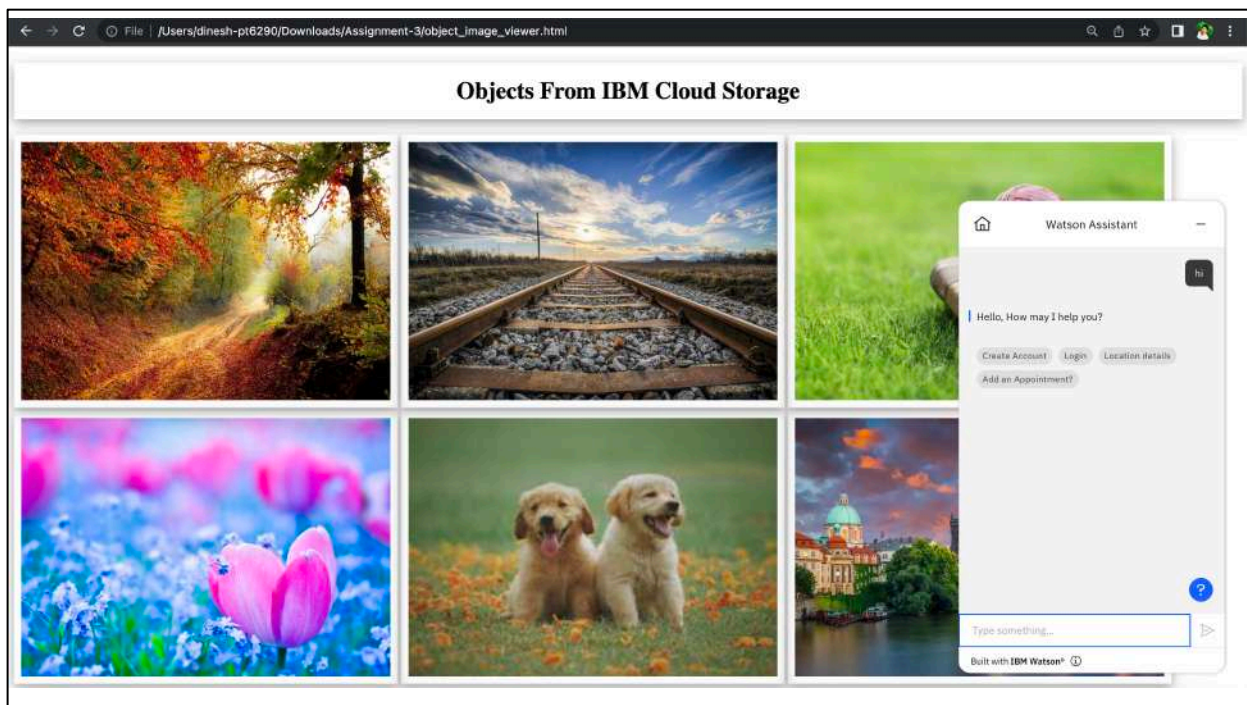 File | /Users/dinesh-pt6290/Downloads/Assignment-3/object_image_viewer.html
Objects From IBM Cloud Storage
Watson Assistant
hi
Hello, How may I help you?
Create Account Login Location details
Add an Appointment?
?
Type something...
Built with IBM Watson®